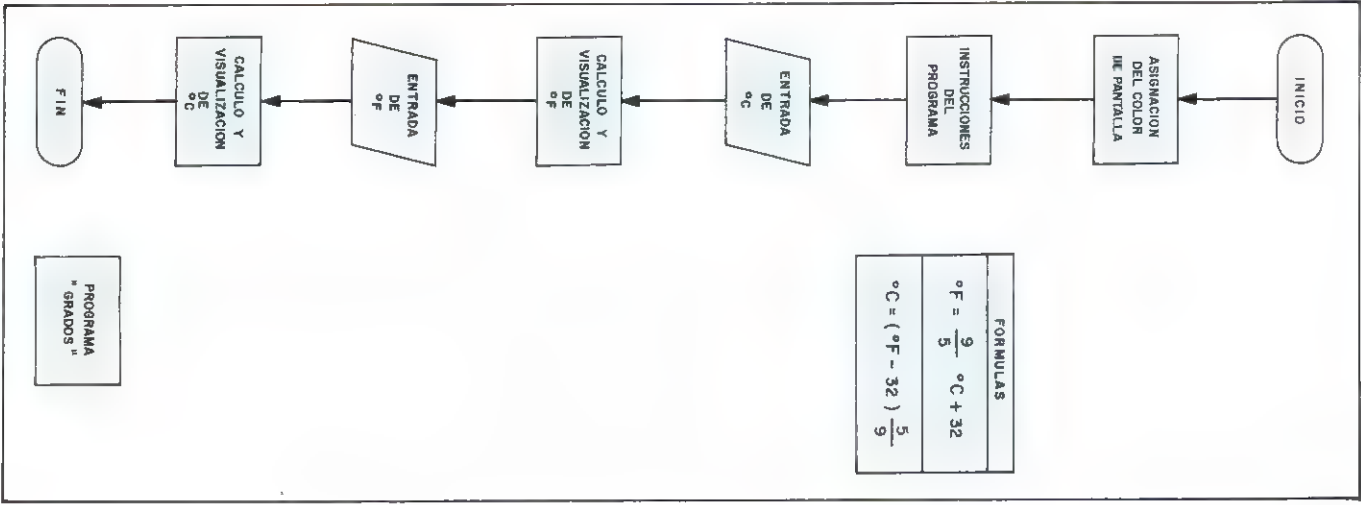 INICIO
ASIGNACION
DEL COLOR
DE PANTALLA
INSTRUCCIONES
DEL
PROGRAMA
ENTRADA
DE
°C
CALCULO Y
VISUALIZACION
DE
°F
ENTRADA
DE
°F
CALCULO Y
VISUALIZACION
DE
°C
FIN
FORMULAS
°F = 9/5 °C + 32
°C = (°F - 32) 5/9
PROGRAMA
" GRADOS "